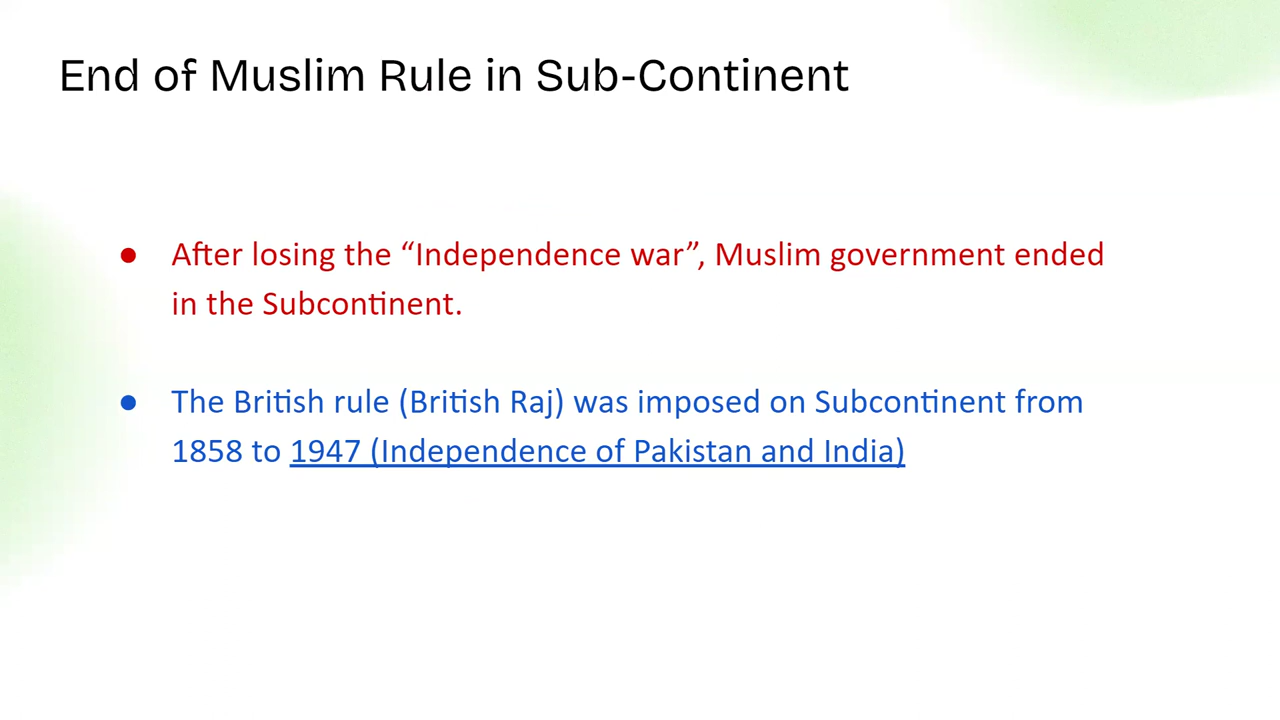 End of Muslim Rule in Sub-Continent
● After losing the “Independence war”, Muslim government ended
in the Subcontinent.
● The British rule (British Raj) was imposed on Subcontinent from
1858 to 1947 (Independence of Pakistan and India)